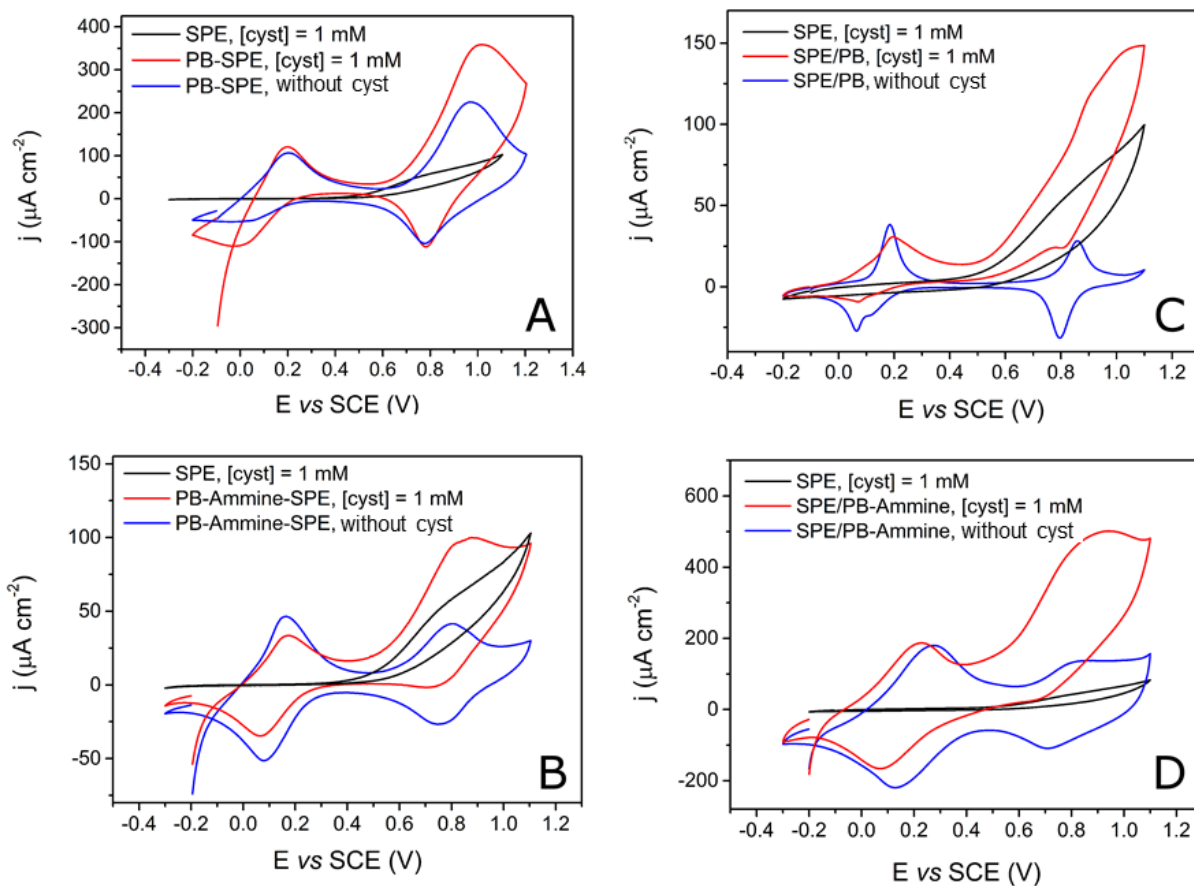 SPE, [cyst] = 1 mM
PB-SPE, [cyst] = 1 mM
PB-SPE, without cyst
400
300
200
100
0
-100
-200
-300
j (µA cm-2)
A
-0.4 -0.2 0.0 0.2 0.4 0.6 0.8 1.0 1.2 1.4
E vs SCE (V)
SPE, [cyst] = 1 mM
SPE/PB, [cyst] = 1 mM
SPE/PB, without cyst
150
100
50
0
j (µA cm-2)
C
-0.4 -0.2 0.0 0.2 0.4 0.6 0.8 1.0 1.2
E vs SCE (V)
SPE, [cyst] = 1 mM
PB-Ammine-SPE, [cyst] = 1 mM
PB-Ammine-SPE, without cyst
150
100
50
0
-50
j (µA cm-2)
B
-0.4 -0.2 0.0 0.2 0.4 0.6 0.8 1.0 1.2
E vs SCE (V)
SPE, [cyst] = 1 mM
SPE/PB-Ammine, [cyst] = 1 mM
SPE/PB-Ammine, without cyst
600
400
200
0
-200
j (µA cm-2)
D
-0.4 -0.2 0.0 0.2 0.4 0.6 0.8 1.0 1.2
E vs SCE (V)